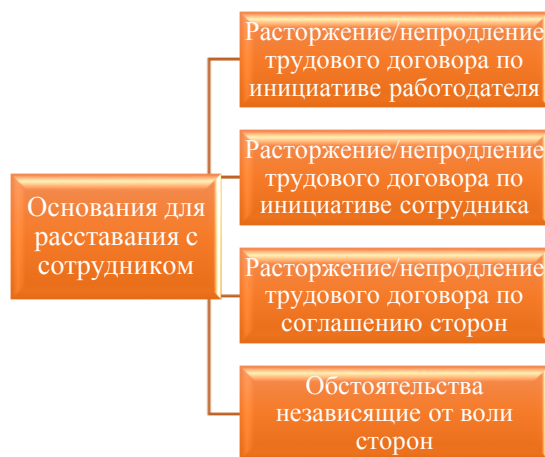 Основания для
расставания с
сотрудником
Расторжение/непродление
трудового договора по
инициативе работодателя
Расторжение/непродление
трудового договора по
инициативе сотрудника
Расторжение/непродление
трудового договора по
соглашению сторон
Обстоятельства
независящие от воли
сторон